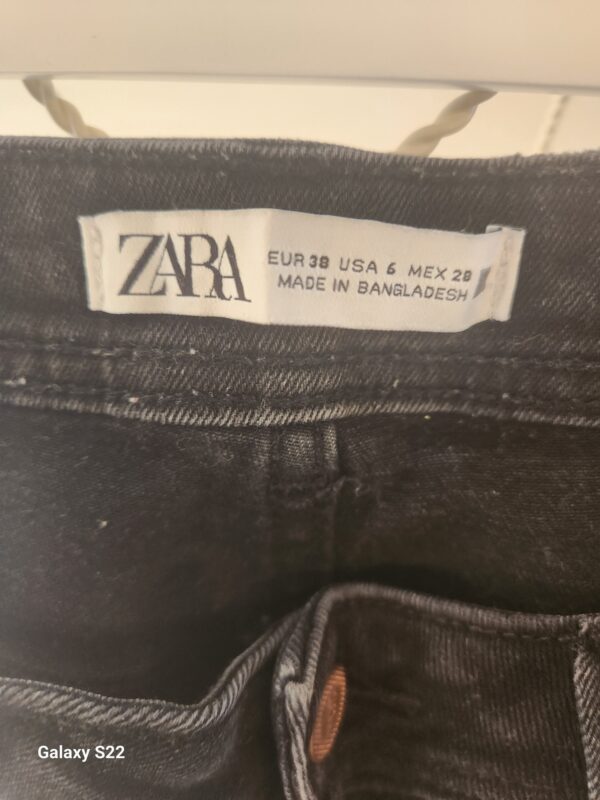 ZARA
EUR 38 USA 6 MEX 28
MADE IN BANGLADESH
Galaxy S22